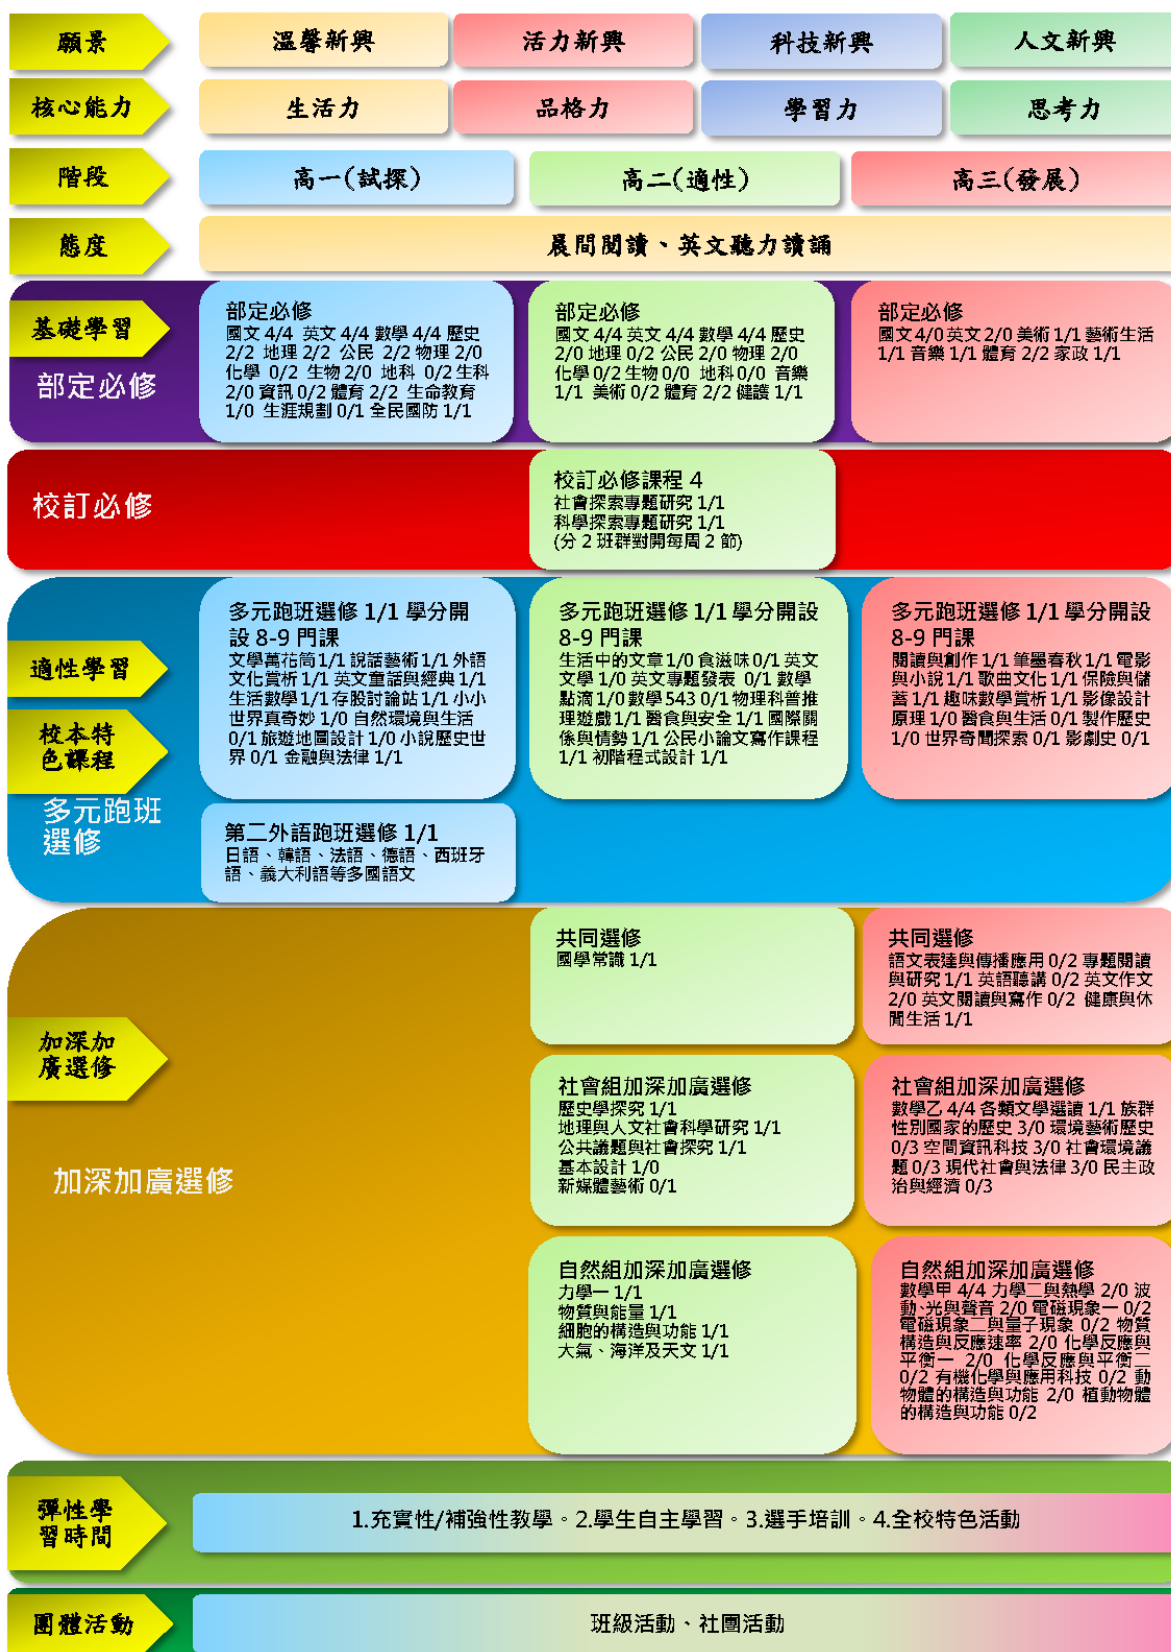 願景
溫馨新興
活力新興
科技新興
人文新興
核心能力
生活力
品格力
學習力
思考力
階段
高一(試探)
高二(適性)
高三(發展)
態度
晨間閱讀、英文聽力讀誦
基礎學習
部定必修
部定必修
國文 4/4 英文 4/4 數學 4/4 歷史
2/2 地理 2/2 公民 2/2 物理 2/0
化學 0/2 生物 2/0 地科 0/2 生科
2/0 資訊 0/2 體育 2/2 生命教育
1/0 生涯規劃 0/1 全民國防 1/1
部定必修
國文 4/4 英文 4/4 數學 4/4 歷史
2/0 地理 0/2 公民 2/0 物理 2/0
化學 0/2 生物 0/0 地科 0/0 音樂
1/1 美術 0/2 體育 2/2 健護 1/1
部定必修
國文 4/0 英文 2/0 美術 1/1 藝術生活
1/1 音樂 1/1 體育 2/2 家政 1/1
校訂必修
校訂必修課程 4
社會探索專題研究 1/1
科學探索專題研究 1/1
(分 2 班群對開每周 2 節)
適性學習
校本特
色課程
多元跑班
選修
多元跑班選修 1/1 學分開
設 8-9 門課
文學萬花筒 1/1 說話藝術 1/1 外語
文化賞析 1/1 英文童話與經典 1/1
生活數學 1/1 存股討論站 1/1 小小
世界真奇妙 1/0 自然環境與生活
0/1 旅遊地圖設計 1/0 小說歷史世
界 0/1 金融與法律 1/1
多元跑班選修 1/1 學分開設
8-9 門課
生活中的文章 1/0 食滋味 0/1 英文
文學 1/0 英文專題發表 0/1 數學
點滴 1/0 數學 543 0/1 物理科普推
理遊戲 1/1 醫食與安全 1/1 國際關
係與情勢 1/1 公民小論文寫作課程
1/1 初階程式設計 1/1
多元跑班選修 1/1 學分開設
8-9 門課
閱讀與創作 1/1 筆墨春秋 1/1 電影
與小說 1/1 歌曲文化 1/1 保險與儲
蓄 1/1 趣味數學賞析 1/1 影像設計
原理 1/0 醫食與生活 0/1 製作歷史
1/0 世界奇聞探索 0/1 影劇史 0/1
第二外語跑班選修 1/1
日語、韓語、法語、德語、西班牙
語、義大利語等多國語文
加深加
廣選修
加深加廣選修
共同選修
國學常識 1/1
共同選修
語文表達與傳播應用 0/2 專題閱讀
與研究 1/1 英語聽講 0/2 英文作文
2/0 英文閱讀與寫作 0/2 健康與休
閒生活 1/1
社會組加深加廣選修
歷史學探究 1/1
地理與人文社會科學研究 1/1
公共議題與社會探究 1/1
基本設計 1/0
新媒體藝術 0/1
社會組加深加廣選修
數學乙 4/4 各類文學選讀 1/1 族群
性別國家的歷史 3/0 環境藝術歷史
0/3 空間資訊科技 3/0 社會環境議
題 0/3 現代社會與法律 3/0 民主政
治與經濟 0/3
自然組加深加廣選修
力學一 1/1
物質與能量 1/1
細胞的構造與功能 1/1
大氣、海洋及天文 1/1
自然組加深加廣選修
數學甲 4/4 力學二與熱學 2/0 波
動、光與聲音 2/0 電磁現象一 0/2
電磁現象二與量子現象 0/2 物質
構造與反應速率 2/0 化學反應與
平衡一 2/0 化學反應與平衡二
0/2 有機化學與應用科技 0/2 動
物體的構造與功能 2/0 植動物體
的構造與功能 0/2
彈性學
習時間
1.充實性/補強性教學。2.學生自主學習。3.選手培訓。4.全校特色活動
團體活動
班級活動、社團活動